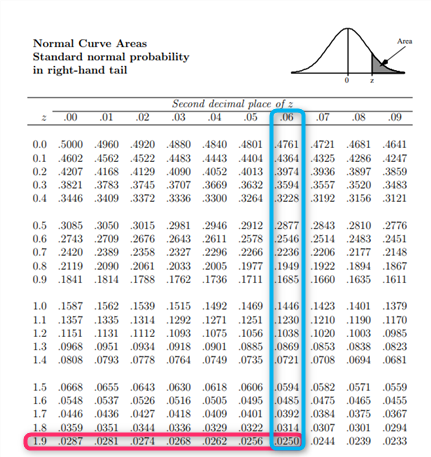 Normal Curve Areas
Standard normal probability
in right-hand tail
Area
0 z
Second decimal place of z
z .00 .01 .02 .03 .04 .05 .06 .07 .08 .09
0.0 .5000 .4960 .4920 .4880 .4840 .4801 .4761 .4721 .4681 .4641
0.1 .4602 .4562 .4522 .4483 .4443 .4404 .4364 .4325 .4286 .4247
0.2 .4207 .4168 .4129 .4090 .4052 .4013 .3974 .3936 .3897 .3859
0.3 .3821 .3783 .3745 .3707 .3669 .3632 .3594 .3557 .3520 .3483
0.4 .3446 .3409 .3372 .3336 .3300 .3264 .3228 .3192 .3156 .3121
0.5 .3085 .3050 .3015 .2981 .2946 .2912 .2877 .2843 .2810 .2776
0.6 .2743 .2709 .2676 .2643 .2611 .2578 .2546 .2514 .2483 .2451
0.7 .2420 .2389 .2358 .2327 .2296 .2266 .2236 .2206 .2177 .2148
0.8 .2119 .2090 .2061 .2033 .2005 .1977 .1949 .1922 .1894 .1867
0.9 .1841 .1814 .1788 .1762 .1736 .1711 .1685 .1660 .1635 .1611
1.0 .1587 .1562 .1539 .1515 .1492 .1469 .1446 .1423 .1401 .1379
1.1 .1357 .1335 .1314 .1292 .1271 .1251 .1230 .1210 .1190 .1170
1.2 .1151 .1131 .1112 .1093 .1075 .1056 .1038 .1020 .1003 .0985
1.3 .0968 .0951 .0934 .0918 .0901 .0885 .0869 .0853 .0838 .0823
1.4 .0808 .0793 .0778 .0764 .0749 .0735 .0721 .0708 .0694 .0681
1.5 .0668 .0655 .0643 .0630 .0618 .0606 .0594 .0582 .0571 .0559
1.6 .0548 .0537 .0526 .0516 .0505 .0495 .0485 .0475 .0465 .0455
1.7 .0446 .0436 .0427 .0418 .0409 .0401 .0392 .0384 .0375 .0367
1.8 .0359 .0351 .0344 .0336 .0329 .0322 .0314 .0307 .0301 .0294
1.9 .0287 .0281 .0274 .0268 .0262 .0256 .0250 .0244 .0239 .0233